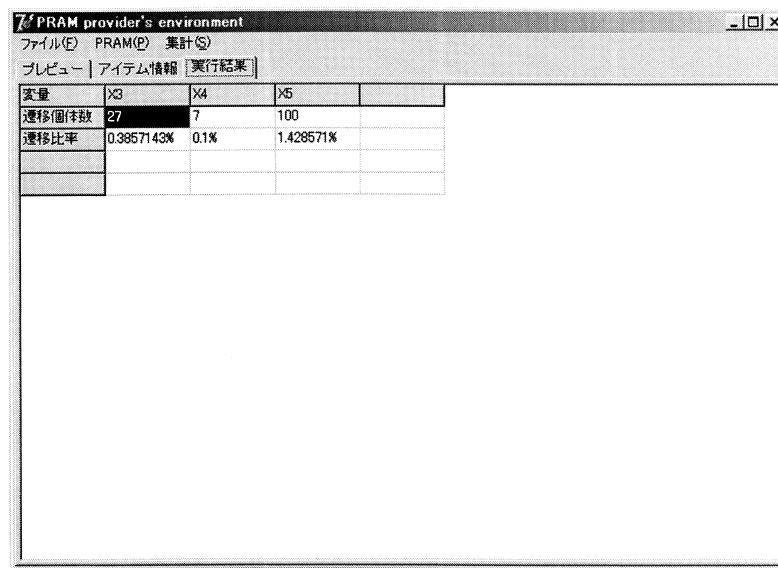 PRAM provider's environment
ファイル(F) PRAM(P) 集計(S)
プレビュー アイテム情報 実行結果
変量 X3 X4 X5
遷移個体数 27 7 100
遷移比率 0.3857143% 0.1% 1.428571%